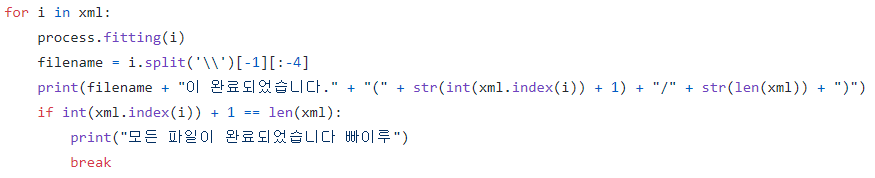 for i in xml:
    process.fitting(i)
    filename = i.split('\\')[-1][:-4]
    print(filename + "이 완료되었습니다." + "(" + str(int(xml.index(i)) + 1) + "/" + str(len(xml)) + ")")
    if int(xml.index(i)) + 1 == len(xml):
        print("모든 파일이 완료되었습니다 빠이루")
        break